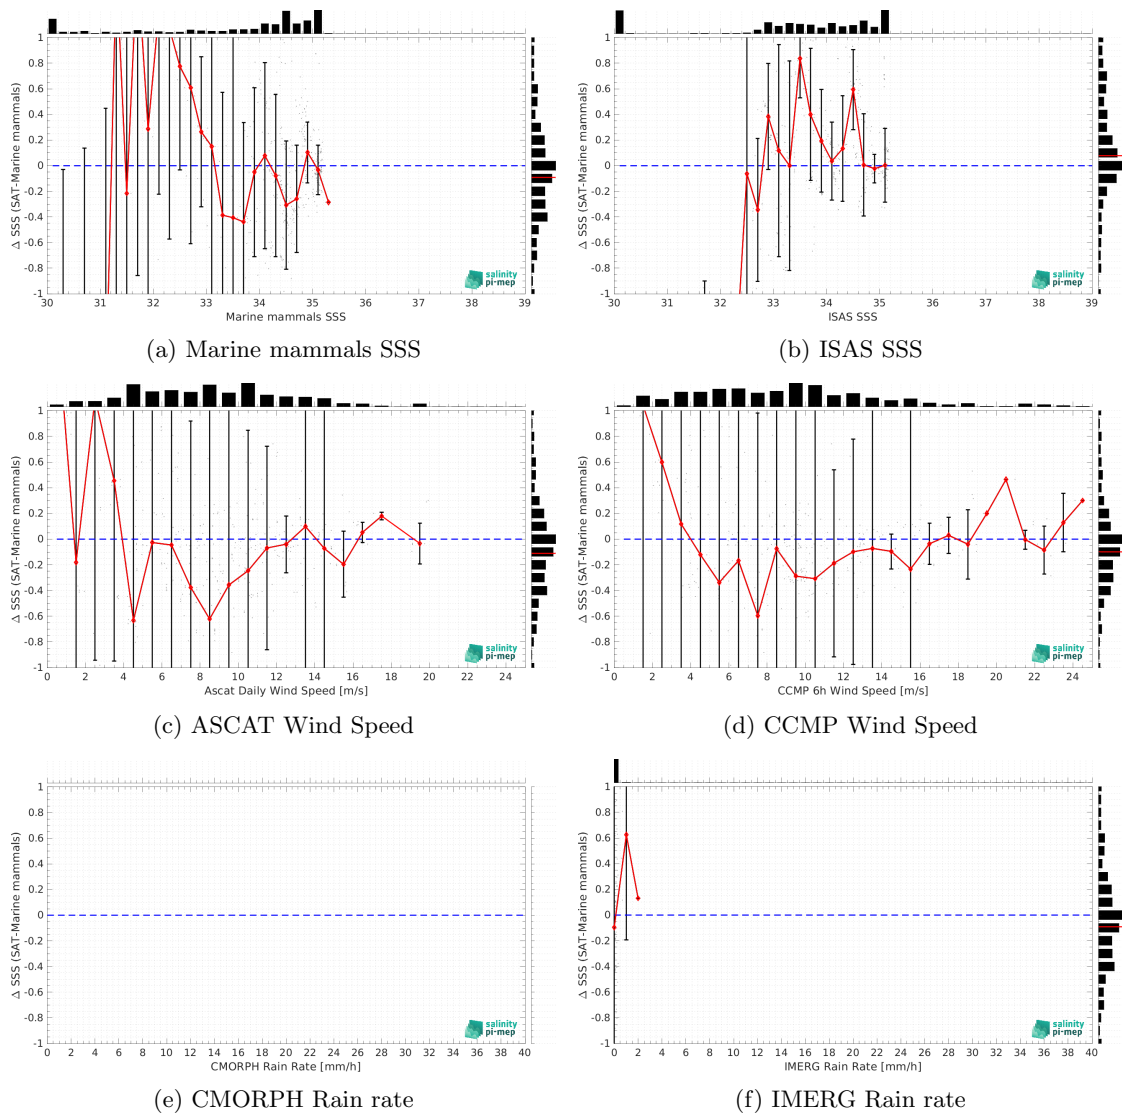 1
0.8
0.6
0.4
0.2
0
-0.2
-0.4
-0.6
-0.8
-1
Δ SSS (SAT-Marine mammals)
30 31 32 33 34 35 36 37 38 39
Marine mammals SSS
salinity
pi-mep
(a) Marine mammals SSS
1
0.8
0.6
0.4
0.2
0
-0.2
-0.4
-0.6
-0.8
-1
Δ SSS (SAT-Marine mammals)
30 31 32 33 34 35 36 37 38 39
ISAS SSS
salinity
pi-mep
(b) ISAS SSS
1
0.8
0.6
0.4
0.2
0
-0.2
-0.4
-0.6
-0.8
-1
Δ SSS (SAT-Marine mammals)
0 2 4 6 8 10 12 14 16 18 20 22 24
Ascat Daily Wind Speed [m/s]
salinity
pi-mep
(c) ASCAT Wind Speed
1
0.8
0.6
0.4
0.2
0
-0.2
-0.4
-0.6
-0.8
-1
Δ SSS (SAT-Marine mammals)
0 2 4 6 8 10 12 14 16 18 20 22 24
CCMP 6h Wind Speed [m/s]
salinity
pi-mep
(d) CCMP Wind Speed
1
0.8
0.6
0.4
0.2
0
-0.2
-0.4
-0.6
-0.8
-1
Δ SSS (SAT-Marine mammals)
0 2 4 6 8 10 12 14 16 18 20 22 24 26 28 30 32 34 36 38 40
CMORPH Rain Rate [mm/h]
salinity
pi-mep
(e) CMORPH Rain rate
1
0.8
0.6
0.4
0.2
0
-0.2
-0.4
-0.6
-0.8
-1
Δ SSS (SAT-Marine mammals)
0 2 4 6 8 10 12 14 16 18 20 22 24 26 28 30 32 34 36 38 40
IMERG Rain Rate [mm/h]
salinity
pi-mep
(f) IMERG Rain rate